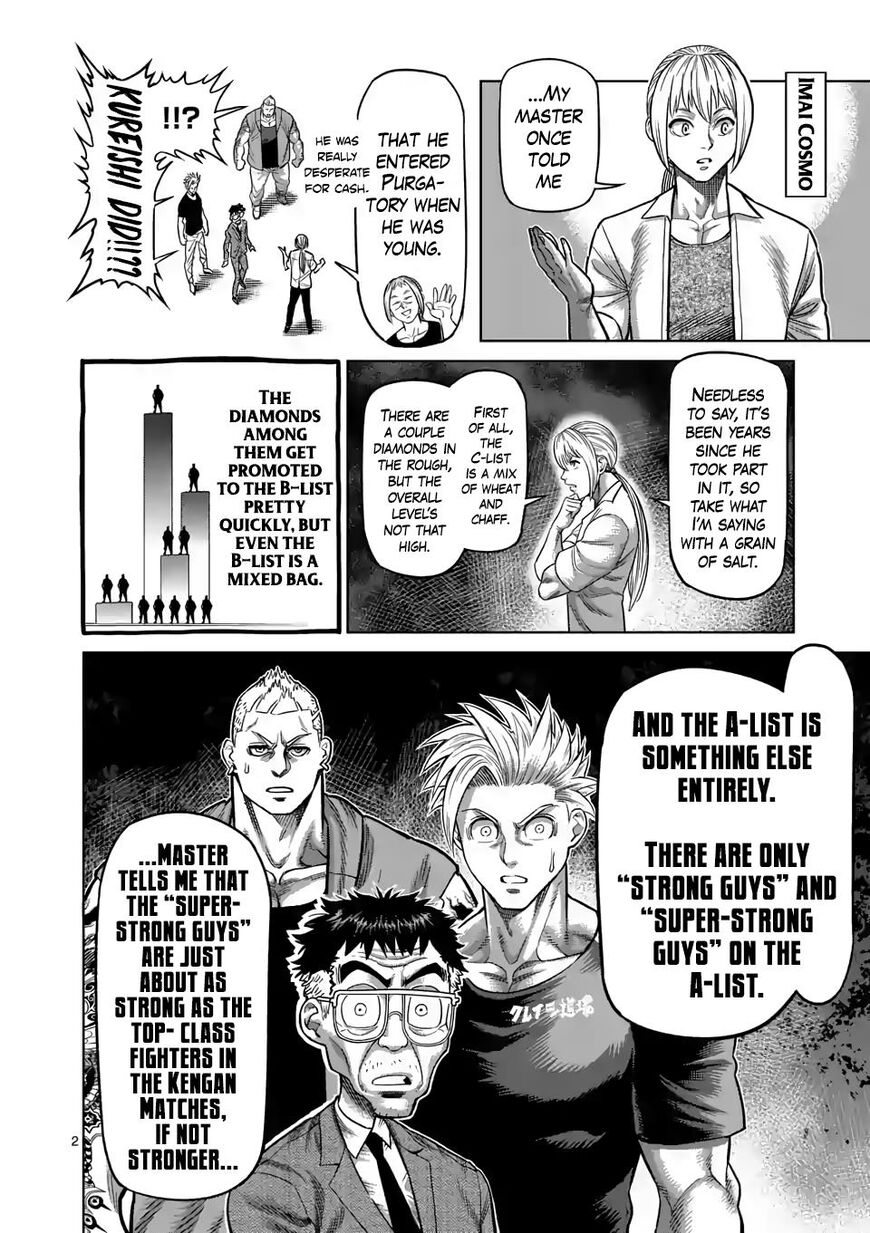 IMAI COSMO
...MY
MASTER
ONCE
TOLD
ME
THAT HE
ENTERED
PURGA-
TORY WHEN
HE WAS
YOUNG.
HE WAS
REALLY
DESPERATE
FOR CASH.
!!?
KUREISHI DID!!??
NEEDLESS
TO SAY, IT'S
BEEN YEARS
SINCE HE
TOOK PART
IN IT, SO
TAKE WHAT
I'M SAYING
WITH A GRAIN
OF SALT.
FIRST
OF ALL,
THE
C-LIST
IS A MIX
OF WHEAT
AND
CHAFF.
THERE ARE
A COUPLE
DIAMONDS IN
THE ROUGH,
BUT THE
OVERALL
LEVEL'S
NOT THAT
HIGH.
THE
DIAMONDS
AMONG
THEM GET
PROMOTED
TO THE B-LIST
PRETTY
QUICKLY, BUT
EVEN THE
B-LIST IS A
MIXED BAG.
AND THE A-LIST IS
SOMETHING ELSE
ENTIRELY.
THERE ARE ONLY
"STRONG GUYS" AND
"SUPER-STRONG
GUYS" ON THE
A-LIST.
...MASTER
TELLS ME THAT
THE "SUPER-
STRONG GUYS"
ARE JUST
ABOUT AS
STRONG AS THE
TOP- CLASS
FIGHTERS IN
THE KENGAN
MATCHES,
IF NOT
STRONGER...
クレイシ道場
2